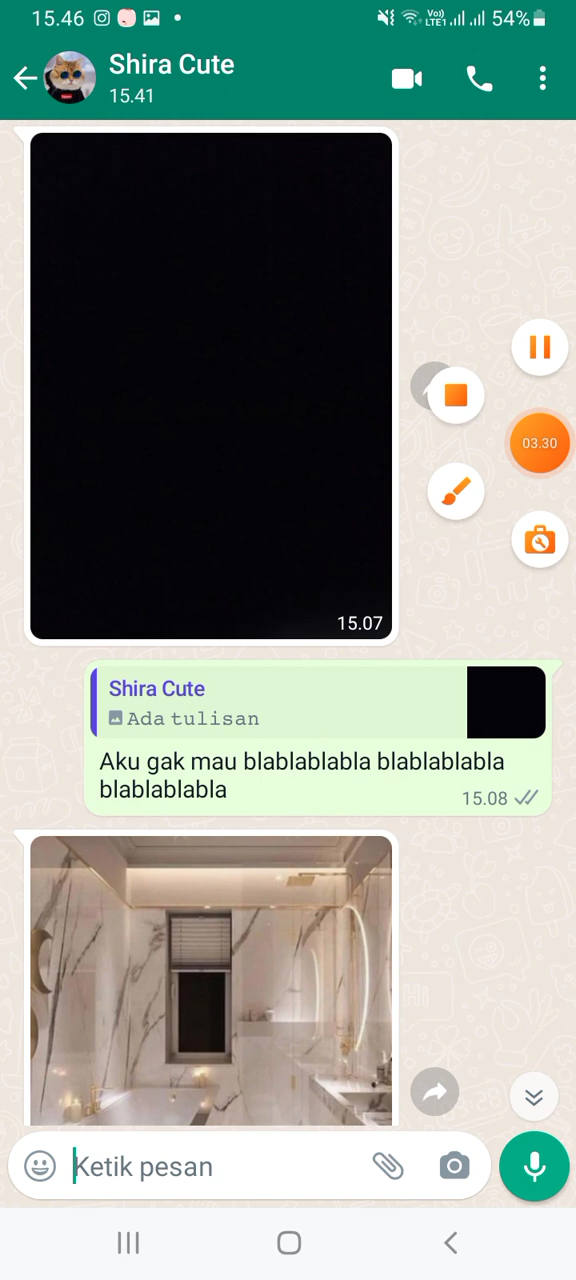 15.46
Vo)) LTE1 54%
Shira Cute
15.41
15.07
03.30
Shira Cute
Ada tulisan
Aku gak mau blablablabla blablablabla
blablablabla
15.08
Ketik pesan